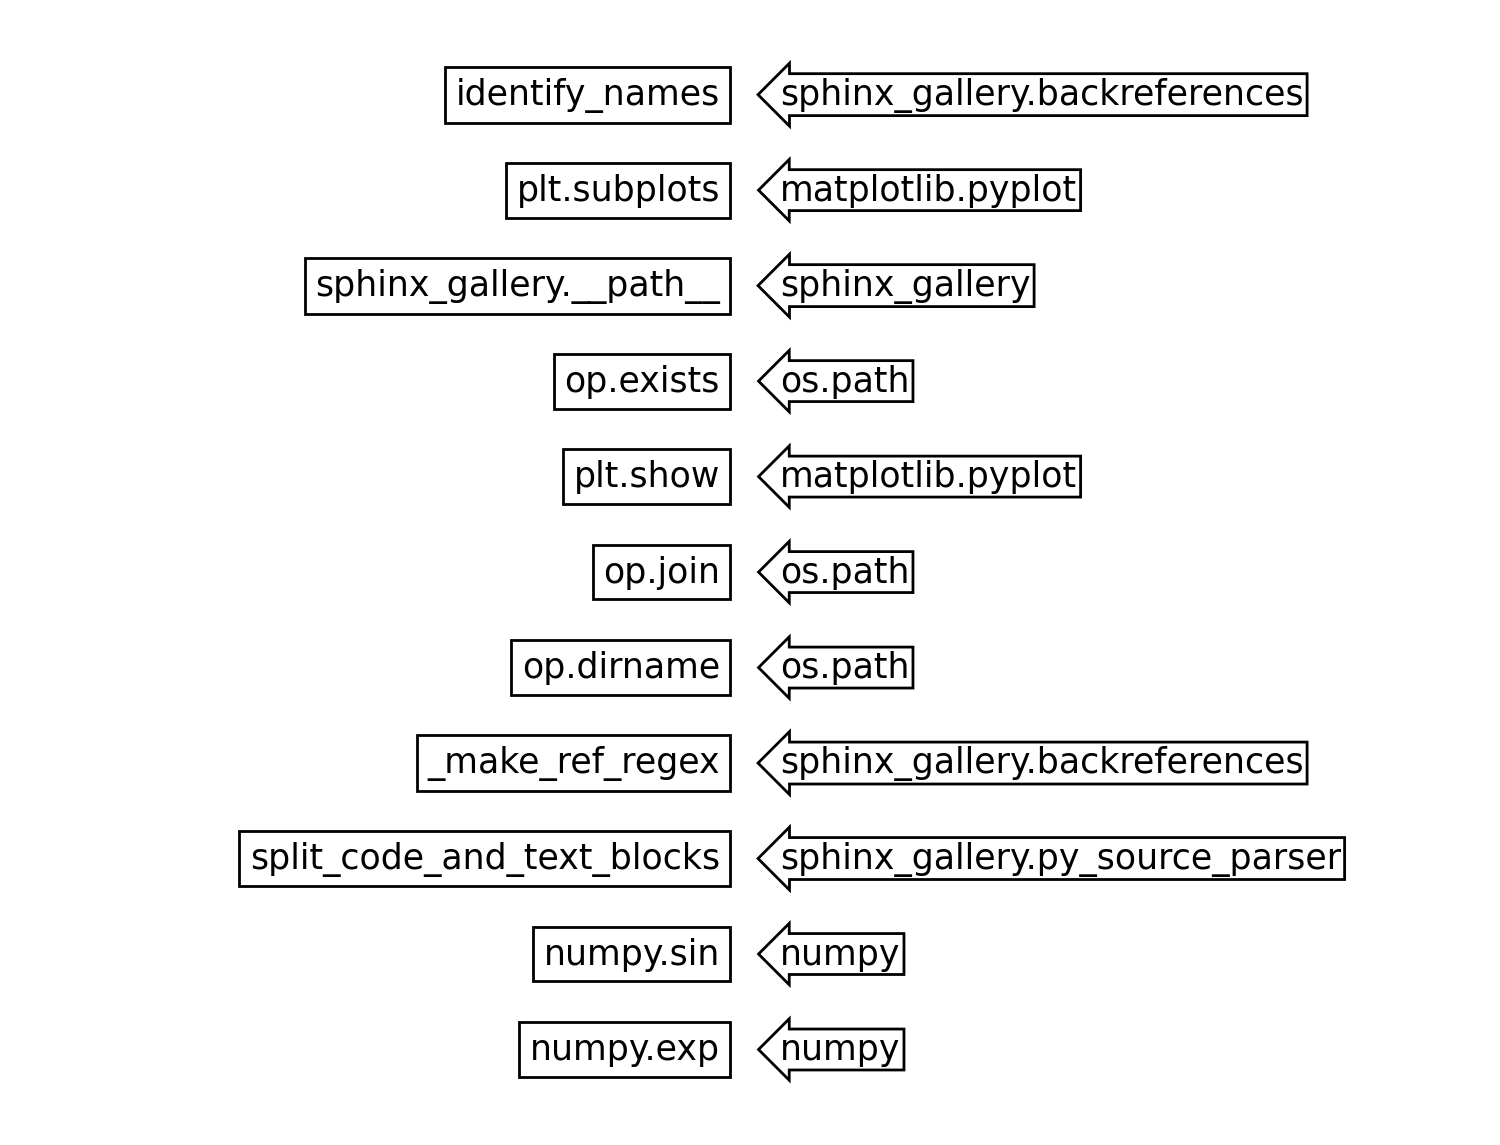 identify_names sphinx_gallery.backreferences
plt.subplots matplotlib.pyplot
sphinx_gallery.__path__ sphinx_gallery
op.exists os.path
plt.show matplotlib.pyplot
op.join os.path
op.dirname os.path
_make_ref_regex sphinx_gallery.backreferences
split_code_and_text_blocks sphinx_gallery.py_source_parser
numpy.sin numpy
numpy.exp numpy